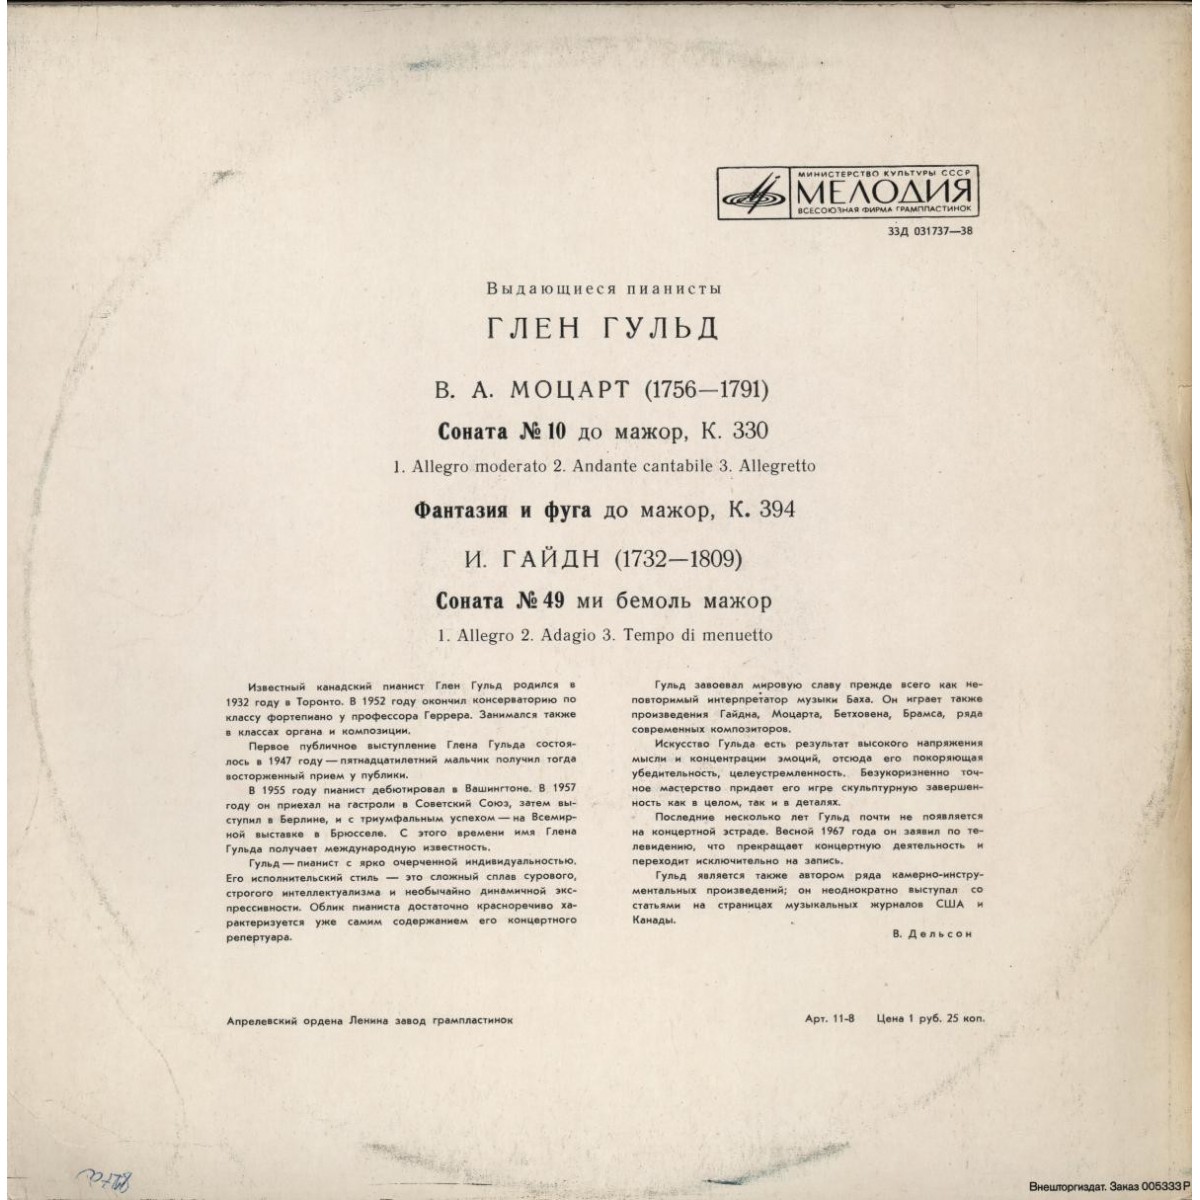 МИНИСТЕРСТВО КУЛЬТУРЫ СССР
МЕЛОДИЯ
ВСЕСОЮЗНАЯ ФИРМА ГРАМПЛАСТИНОК
33Д 031737—38
Выдающиеся пианисты
ГЛЕН ГУЛЬД
В. А. МОЦАРТ (1756—1791)
Соната № 10 до мажор, К. 330
1. Allegro moderato 2. Andante cantabile 3. Allegretto
Фантазия и фуга до мажор, К. 394
И. ГАЙДН (1732—1809)
Соната № 49 ми бемоль мажор
1. Allegro 2. Adagio 3. Tempo di menuetto
Известный канадский пианист Глен Гульд родился в
1932 году в Торонто. В 1952 году окончил консерваторию по
классу фортепиано у профессора Геррера. Занимался также
в классах органа и композиции.
Первое публичное выступление Глена Гульда состоя-
лось в 1947 году — пятнадцатилетний мальчик получил тогда
восторженный прием у публики.
В 1955 году пианист дебютировал в Вашингтоне. В 1957
году он приехал на гастроли в Советский Союз, затем вы-
ступил в Берлине, и с триумфальным успехом — на Всемир-
ной выставке в Брюсселе. С этого времени имя Глена
Гульда получает международную известность.
Гульд — пианист с ярко очерченной индивидуальностью.
Его исполнительский стиль — это сложный сплав сурового,
строгого интеллектуализма и необычайно динамичной экс-
прессивности. Облик пианиста достаточно красноречиво ха-
рактеризуется уже самим содержанием его концертного
репертуара.
Гульд завоевал мировую славу прежде всего как не-
повторимый интерпретатор музыки Баха. Он играет также
произведения Гайдна, Моцарта, Бетховена, Брамса, ряда
современных композиторов.
Искусство Гульда есть результат высокого напряжения
мысли и концентрации эмоций, отсюда его покоряющая
убедительность, целеустремленность. Безукоризненно точ-
ное мастерство придает его игре скульптурную завершен-
ность как в целом, так и в деталях.
Последние несколько лет Гульд почти не появляется
на концертной эстраде. Весной 1967 года он заявил по те-
левидению, что прекращает концертную деятельность и
переходит исключительно на запись.
Гульд является также автором ряда камерно-инстру-
ментальных произведений; он неоднократно выступал со
статьями на страницах музыкальных журналов США и
Канады.
В. Дельсон
Апрелевский ордена Ленина завод грампластинок
Арт. 11-8 Цена 1 руб. 25 коп.
Внешторгиздат. Заказ 005333Р